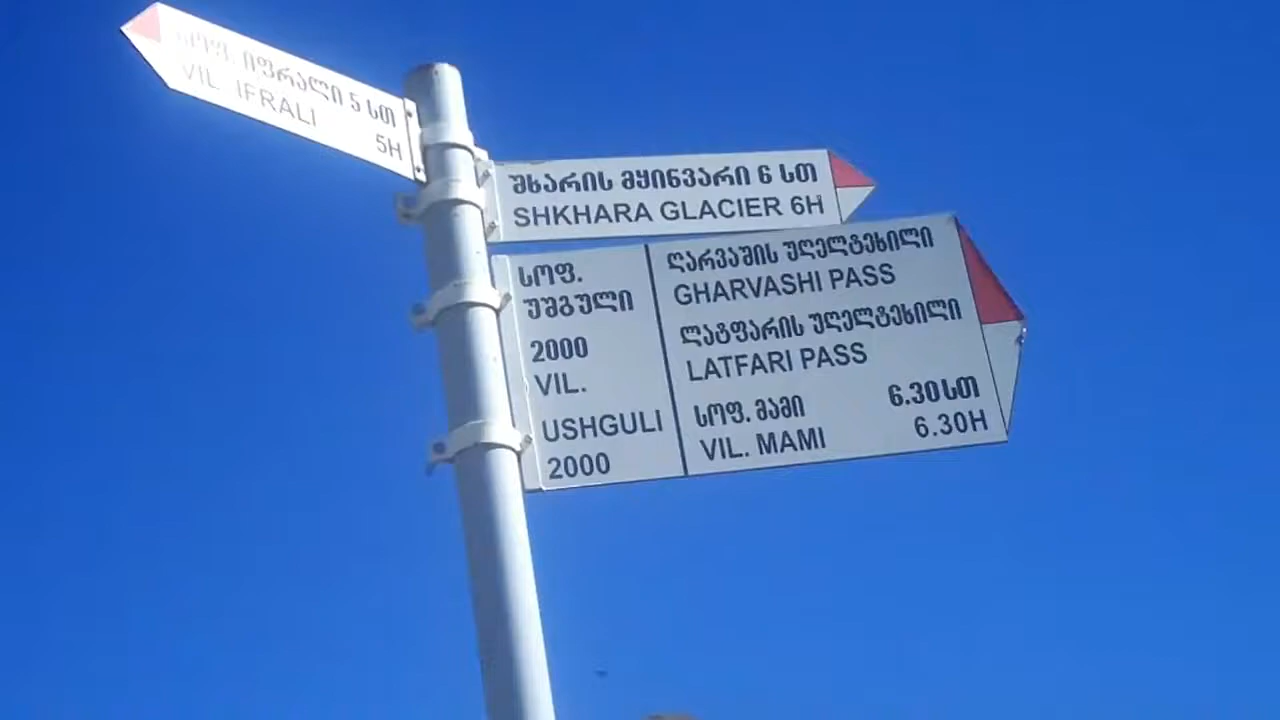 სოფ. იფრალი 5 სთ
VIL. IFRALI 5H
შხარის მყინვარი 6 სთ
SHKHARA GLACIER 6H
სოფ.
უშგული
2000
VIL.
USHGULI
2000
ღარვაშის უღელტეხილი
GHARVASHI PASS
ლატფარის უღელტეხილი
LATFARI PASS
სოფ. მამი 6.30სთ
VIL. MAMI 6.30H